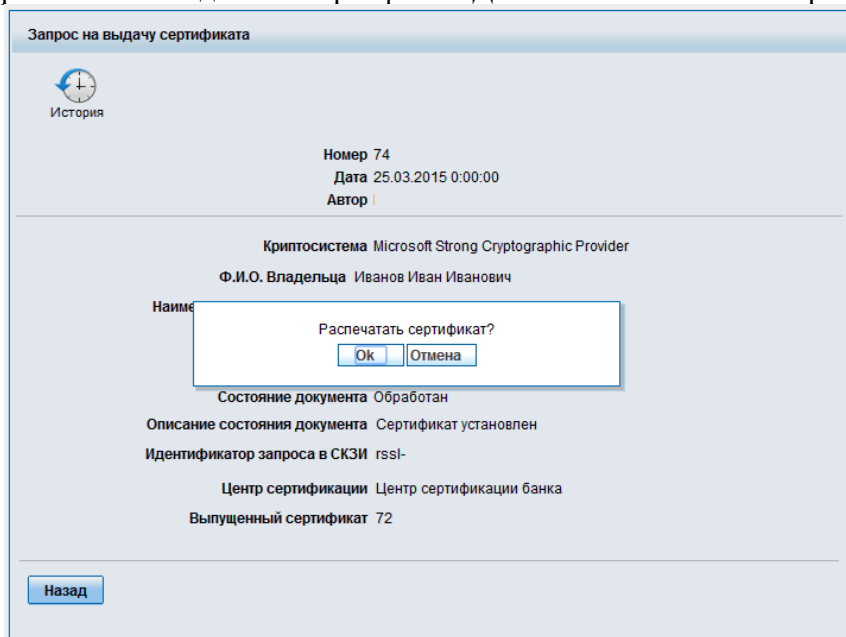 Запрос на выдачу сертификата
История
Номер 74
Дата 25.03.2015 0:00:00
Автор
Криптосистема Microsoft Strong Cryptographic Provider
Ф.И.О. Владельца Иванов Иван Иванович
Распечатать сертификат?
Ok Отмена
Состояние документа Обработан
Описание состояния документа Сертификат установлен
Идентификатор запроса в СКЗИ rssl-
Центр сертификации Центр сертификации банка
Выпущенный сертификат 72
Назад